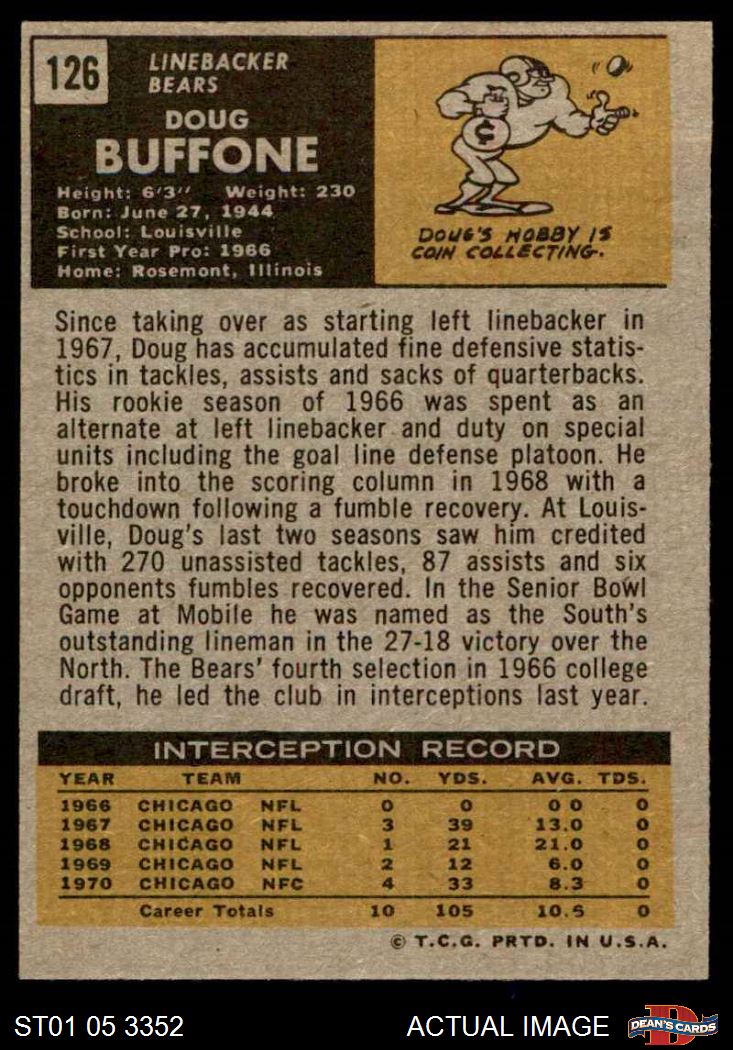 126
LINEBACKER
BEARS
DOUG
BUFFONE
Height: 6'3" Weight: 230
Born: June 27, 1944
School: Louisville
First Year Pro: 1966
Home: Rosemont, Illinois
¢
DOUG'S HOBBY IS
COIN COLLECTING.
Since taking over as starting left linebacker in
1967, Doug has accumulated fine defensive statis-
tics in tackles, assists and sacks of quarterbacks.
His rookie season of 1966 was spent as an
alternate at left linebacker and duty on special
units including the goal line defense platoon. He
broke into the scoring column in 1968 with a
touchdown following a fumble recovery. At Louis-
ville, Doug's last two seasons saw him credited
with 270 unassisted tackles, 87 assists and six
opponents fumbles recovered. In the Senior Bowl
Game at Mobile he was named as the South's
outstanding lineman in the 27-18 victory over the
North. The Bears' fourth selection in 1966 college
draft, he led the club in interceptions last year.
INTERCEPTION RECORD
YEAR TEAM NO. YDS. AVG. TDS.
1966 CHICAGO NFL 0 0 0 0 0
1967 CHICAGO NFL 3 39 13.0 0
1968 CHICAGO NFL 1 21 21.0 0
1969 CHICAGO NFL 2 12 6.0 0
1970 CHICAGO NFC 4 33 8.3 0
Career Totals 10 105 10.5 0
© T.C.G. PRTD. IN U.S.A.
ST01 05 3352 ACTUAL IMAGE D DEAN'S CARDS